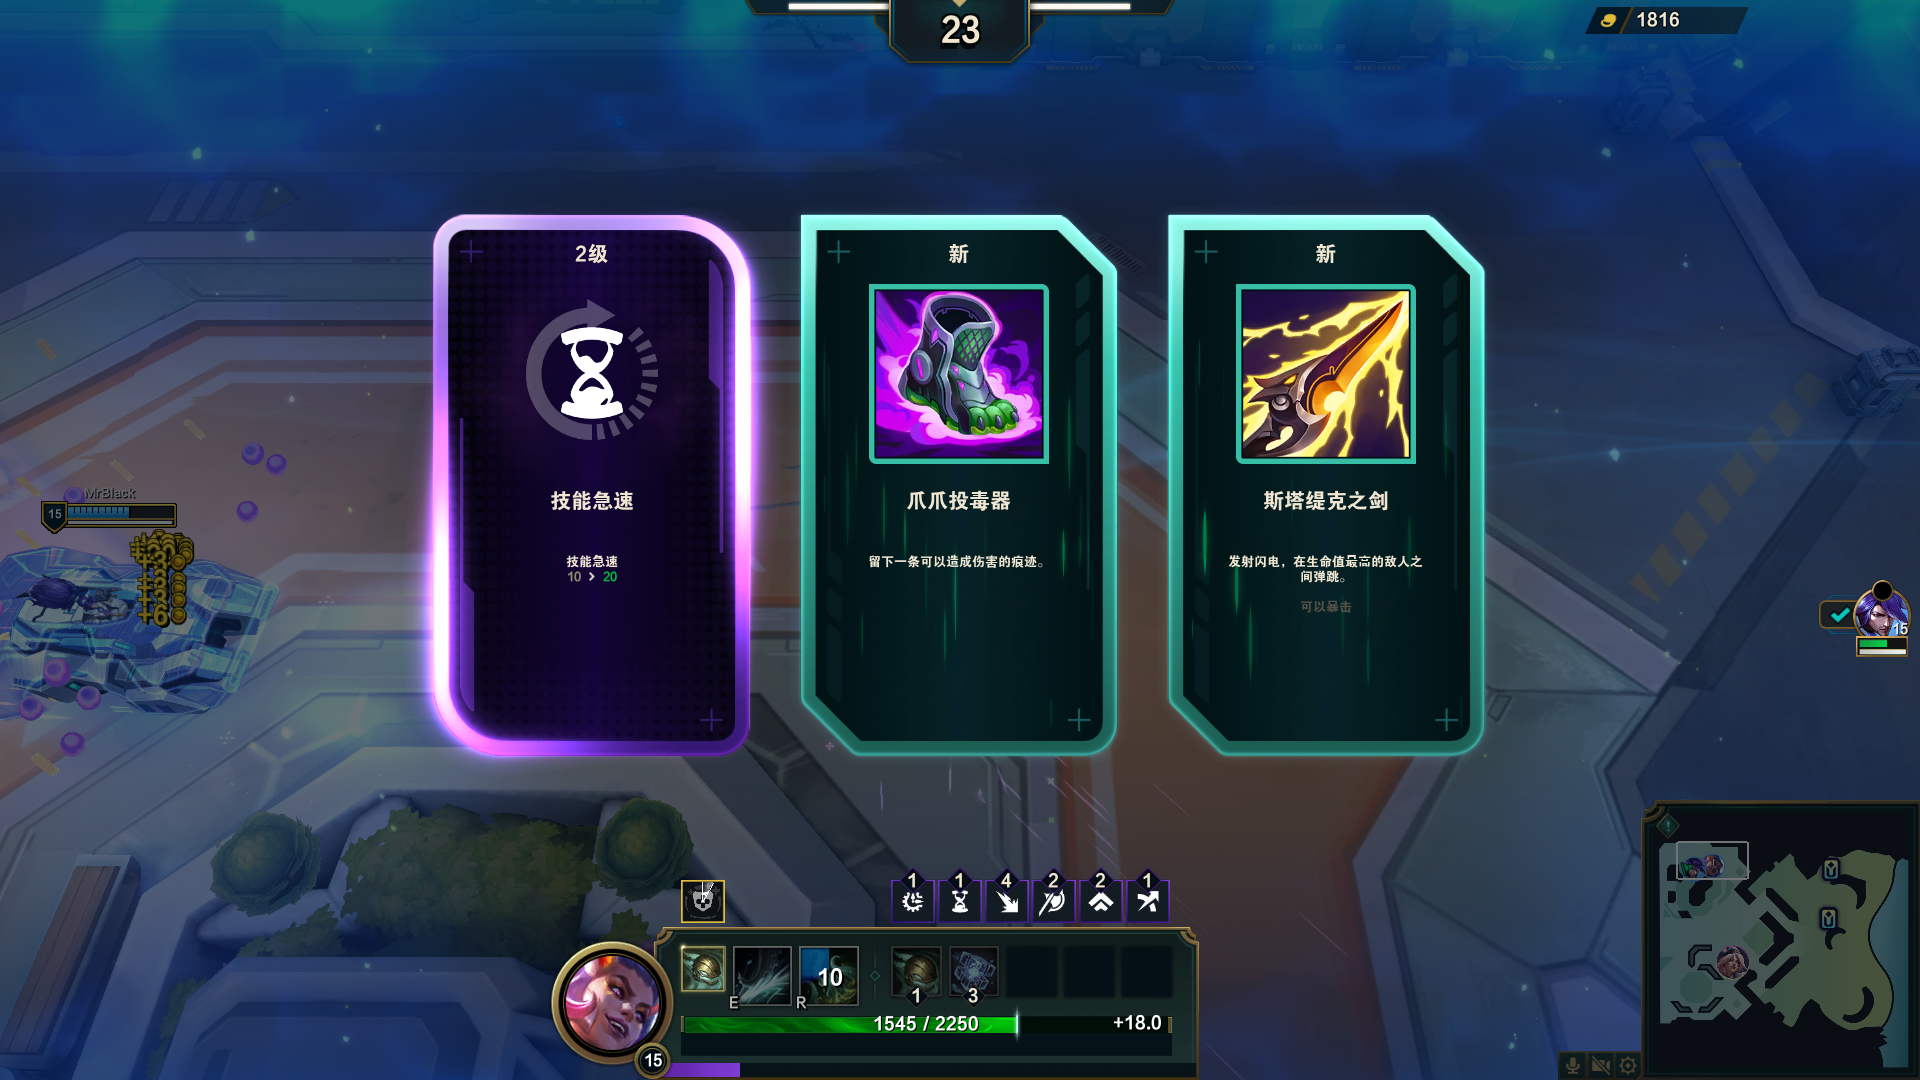 23
1816
2级
技能急速
技能急速
10 > 20
新
爪爪投毒器
留下一条可以造成伤害的痕迹。
新
斯塔缇克之剑
发射闪电，在生命值最高的敌人之
间弹跳。
可以暴击
MrBlack
15
+6
15
1
1
4
2
2
1
E
R
10
1
3
1545 / 2250
+18.0
15